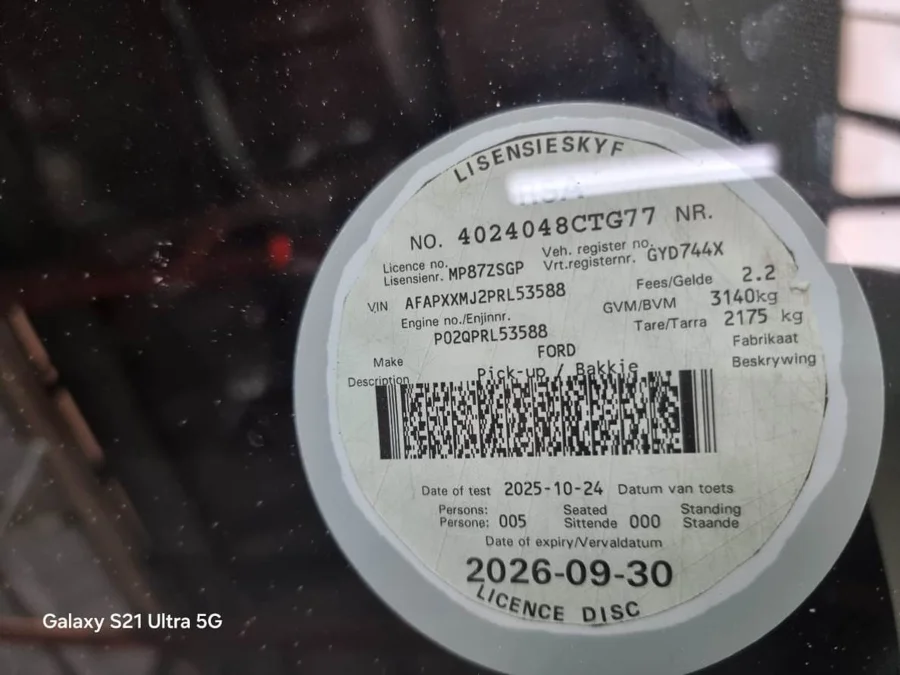 LISENSIESKYF
RSA
NO. 4024048CTG77 NR.
Licence no. Veh. register no.
Lisensienr. MP87ZSGP Vrt.registernr. GYD744X
VIN AFAPXXMJ2PRL53588 Fees/Gelde 2.2
Engine no./Enjinnr. GVM/BVM 3140kg
P02QPRL53588 Tare/Tarra 2175 kg
Make FORD Fabrikaat
Description Pick-up / Bakkie Beskrywing
Date of test 2025-10-24 Datum van toets
Persons: Seated Standing
Persone: 005 Sittende 000 Staande
Date of expiry/Vervaldatum
2026-09-30
LICENCE DISC
Galaxy S21 Ultra 5G